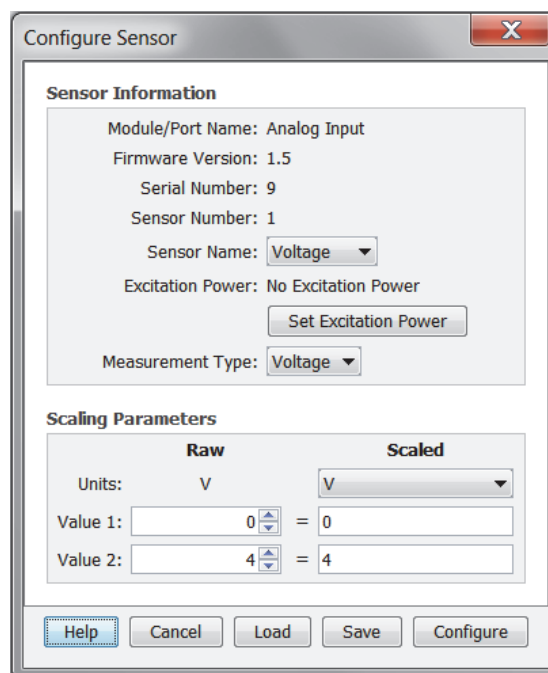 Configure Sensor
Sensor Information
Module/Port Name: Analog Input
Firmware Version: 1.5
Serial Number: 9
Sensor Number: 1
Sensor Name: Voltage
Excitation Power: No Excitation Power
Set Excitation Power
Measurement Type: Voltage
Scaling Parameters
Raw Scaled
Units: V V
Value 1: 0 = 0
Value 2: 4 = 4
Help Cancel Load Save Configure